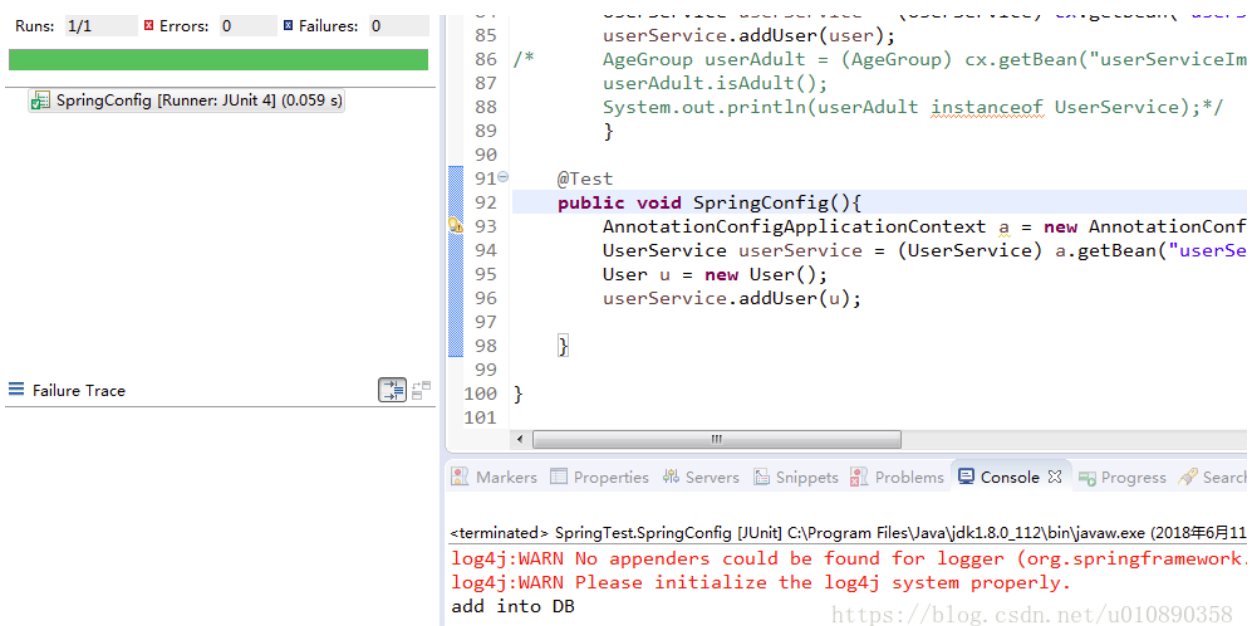 Runs: 1/1 Errors: 0 Failures: 0
SpringConfig [Runner: JUnit 4] (0.059 s)
Failure Trace
85 userService.addUser(user);
86 /* AgeGroup userAdult = (AgeGroup) cx.getBean("userServiceIm
87 userAdult.isAdult();
88 System.out.println(userAdult instanceof UserService);*/
89 }
90
91 @Test
92 public void SpringConfig(){
93 AnnotationConfigApplicationContext a = new AnnotationConf
94 UserService userService = (UserService) a.getBean("userSe
95 User u = new User();
96 userService.addUser(u);
97
98 }
99
100 }
101
Markers Properties Servers Snippets Problems Console Progress Search
<terminated> SpringTest.SpringConfig [JUnit] C:\Program Files\Java\jdk1.8.0_112\bin\javaw.exe (2018年6月11
log4j:WARN No appenders could be found for logger (org.springframework.
log4j:WARN Please initialize the log4j system properly.
add into DB
https://blog.csdn.net/u010890358